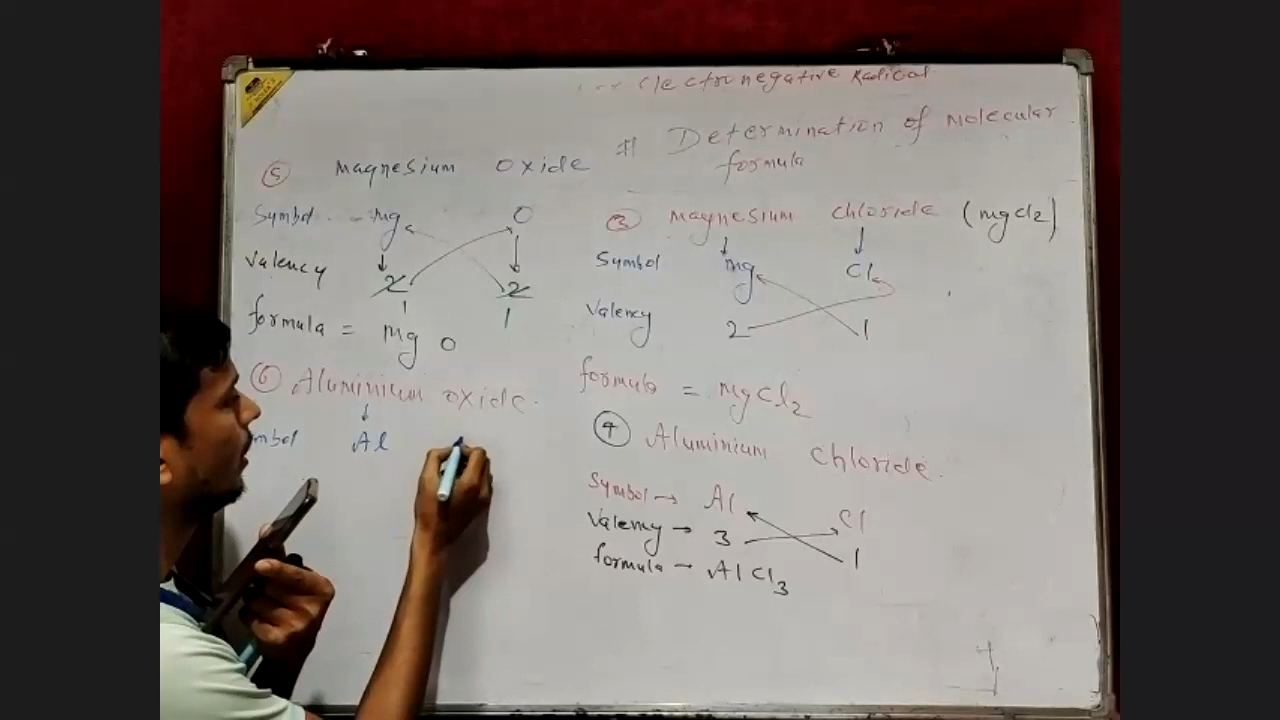 Electronegative Radical
# Determination of Molecular
formula
⑤ Magnesium oxide
Symbol - Mg O
Valency 2 2
1 1
formula = Mg O
⑥ Aluminium oxide.
mbol Al
③ Magnesium chloride (MgCl2)
Symbol Mg Cl
Valency 2 1
formula = MgCl2
④ Aluminium chloride.
Symbol → Al Cl
Valency → 3 1
formula → AlCl3